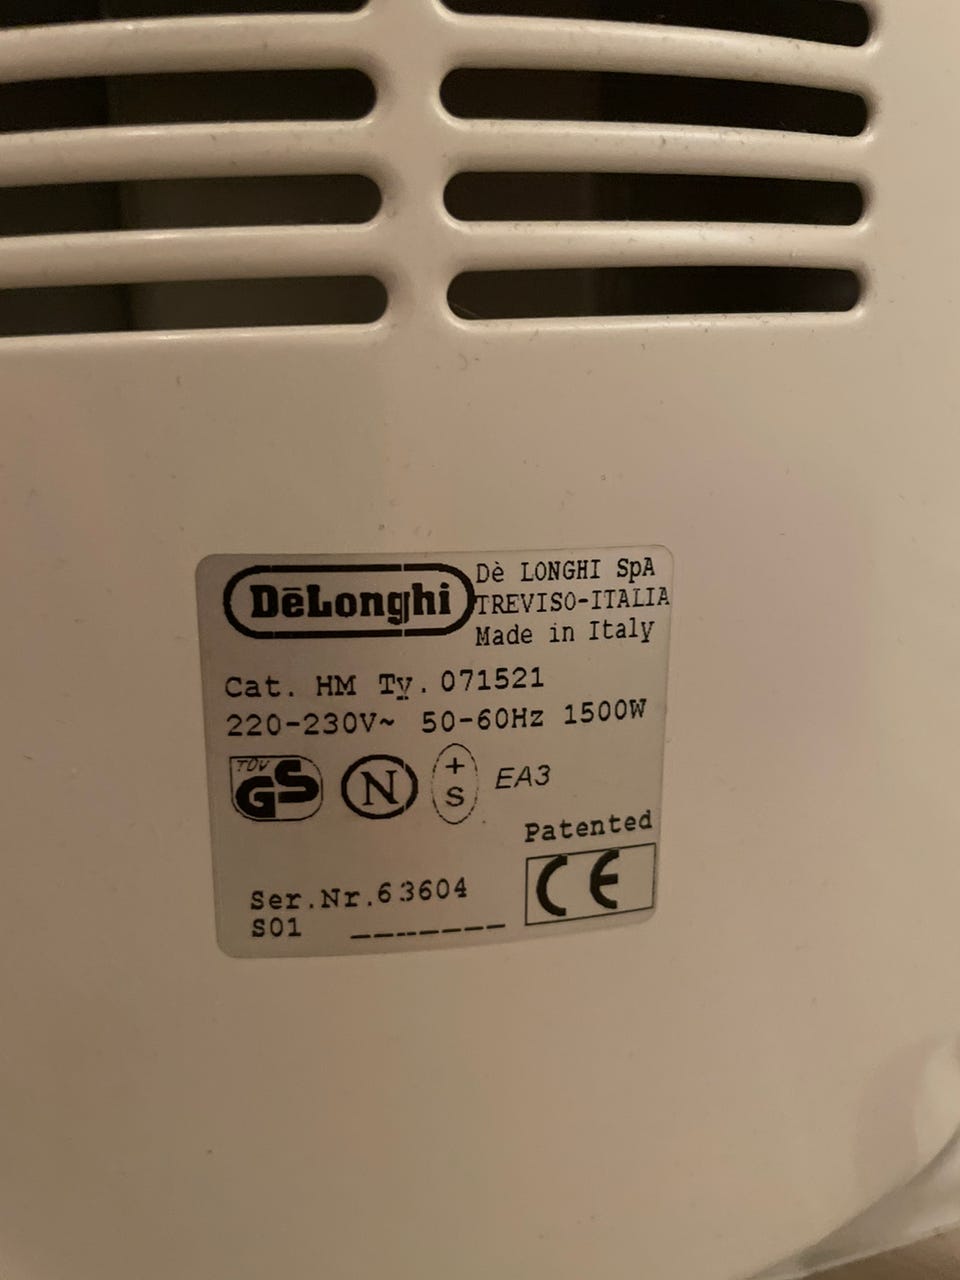 DēLonghi
Dè LONGHI SpA
TREVISO-ITALIA
Made in Italy
Cat. HM Ty. 071521
220-230V~ 50-60Hz 1500W
TÜV
GS
N
+
S
EA3
Patented
CE
Ser.Nr.63604
S01